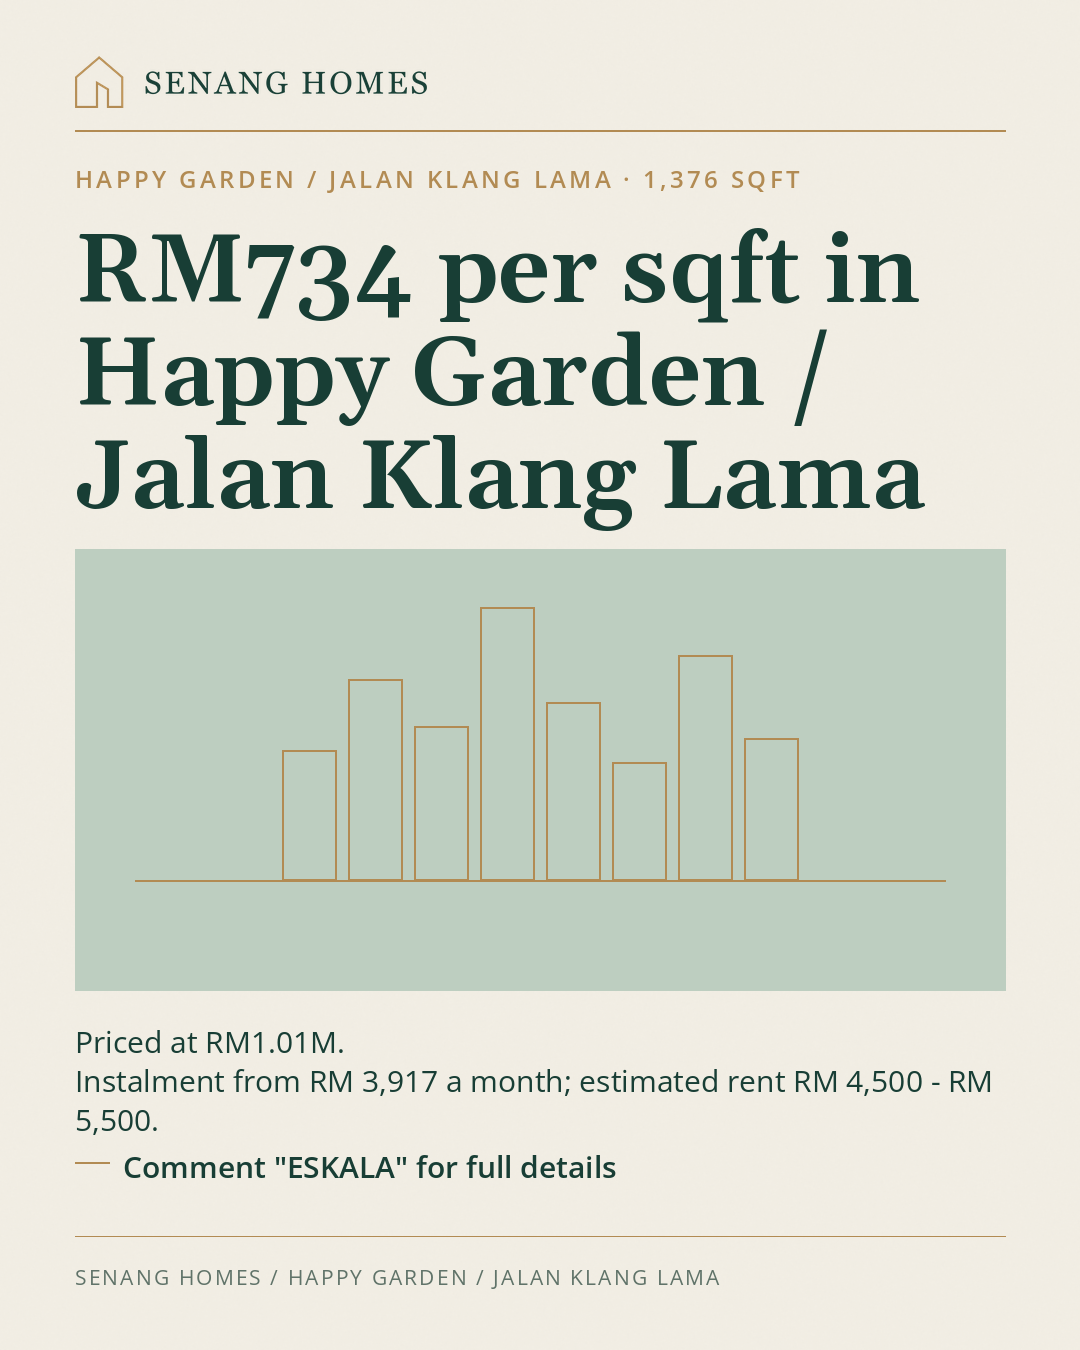 SENANG HOMES
HAPPY GARDEN / JALAN KLANG LAMA · 1,376 SQFT
RM734 per sqft in
Happy Garden /
Jalan Klang Lama
Priced at RM1.01M.
Instalment from RM 3,917 a month; estimated rent RM 4,500 - RM
5,500.
Comment "ESKALA" for full details
SENANG HOMES / HAPPY GARDEN / JALAN KLANG LAMA